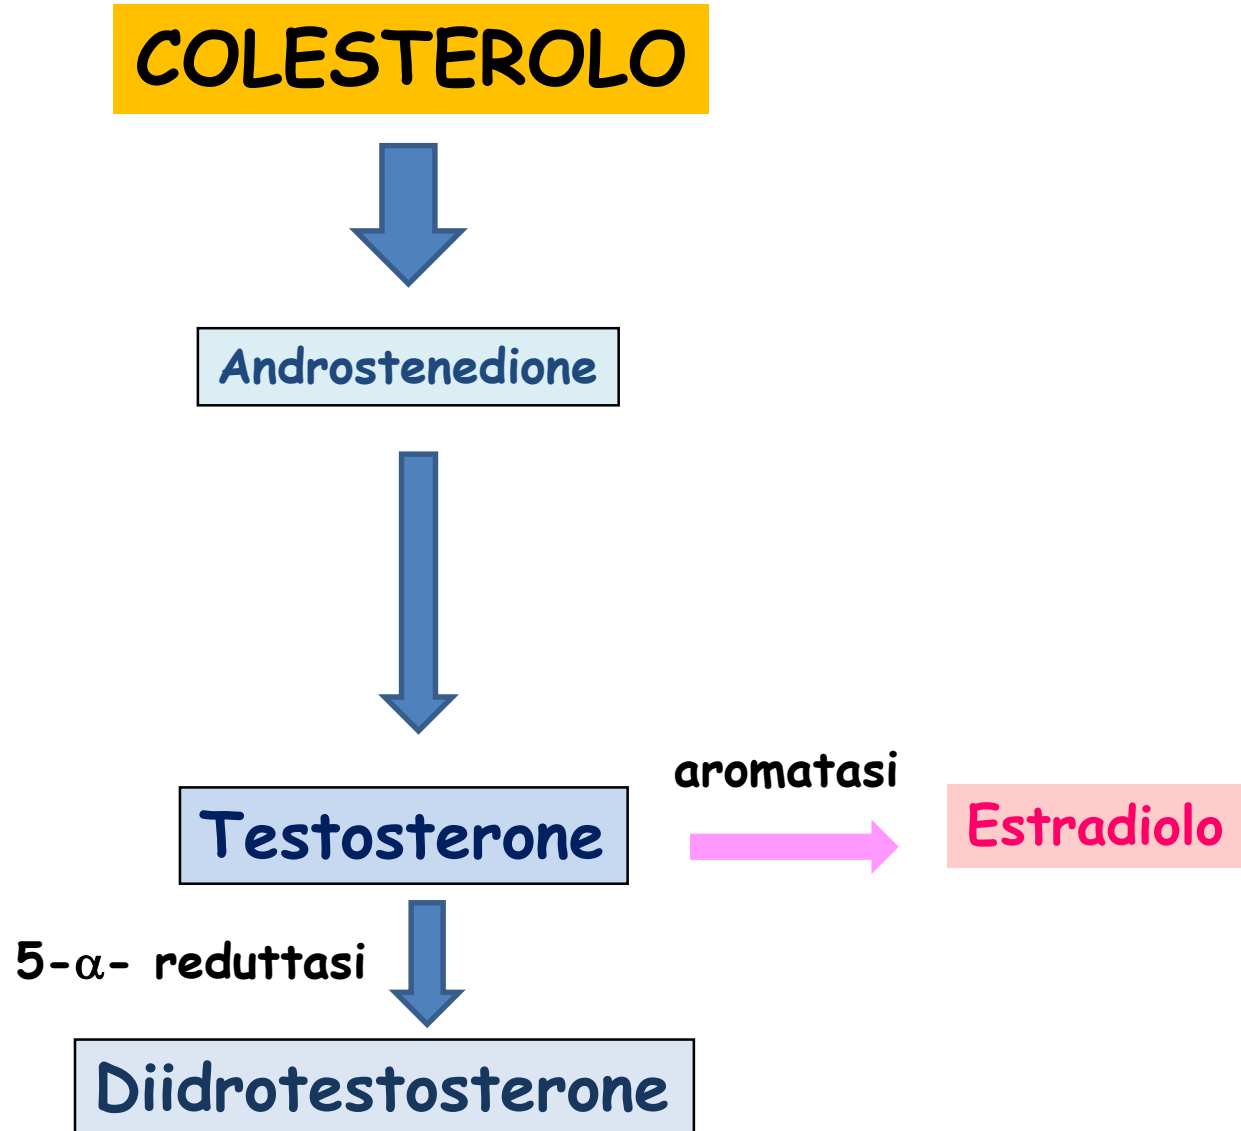 COLESTEROLO
Androstenedione
aromatasi
Testosterone
Estradiolo
5-α- reduttasi
Diidrotestosterone